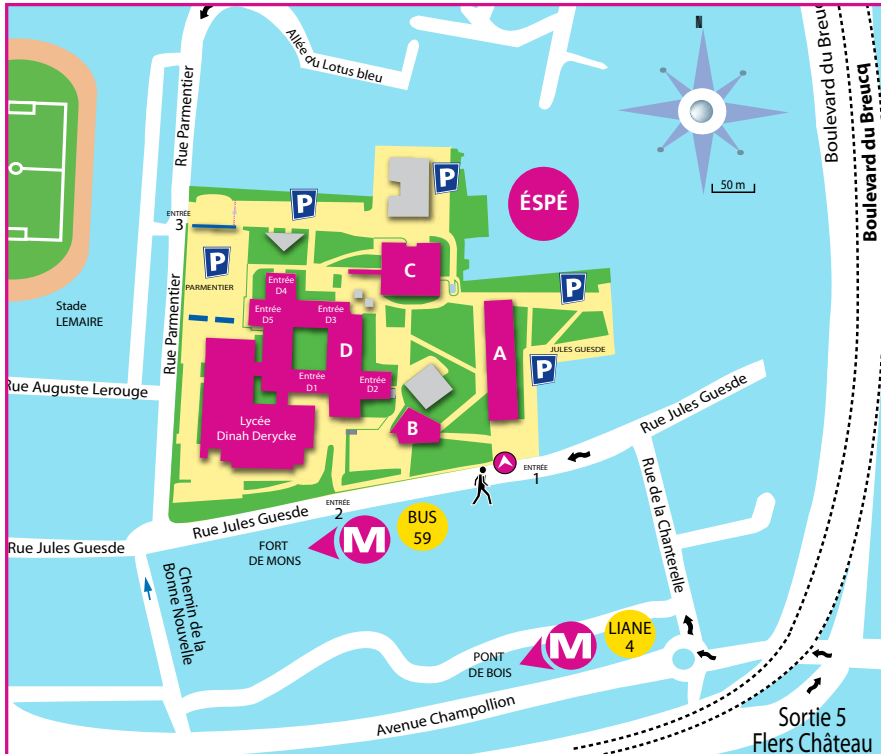 N
50 m
Allée du Lotus bleu
Rue Parmentier
Boulevard du Breucq
Boulevard du Breucq
P
P
ÉSPÉ
ENTRÉE
3
P
PARMENTIER
C
P
Entrée
D4
Entrée
D5
Entrée
D3
Stade
LEMAIRE
Rue Parmentier
D
A
JULES GUESDE
P
Entrée
D1
Entrée
D2
Rue Auguste Lerouge
Lycée
Dinah Derycke
B
Rue Jules Guesde
ENTRÉE
1
Rue de la Chanterelle
ENTRÉE
2
Rue Jules Guesde
BUS
59
M
FORT
DE MONS
Rue Jules Guesde
Chemin de la
Bonne Nouvelle
LIANE
4
M
PONT
DE BOIS
Avenue Champollion
Sortie 5
Flers Château